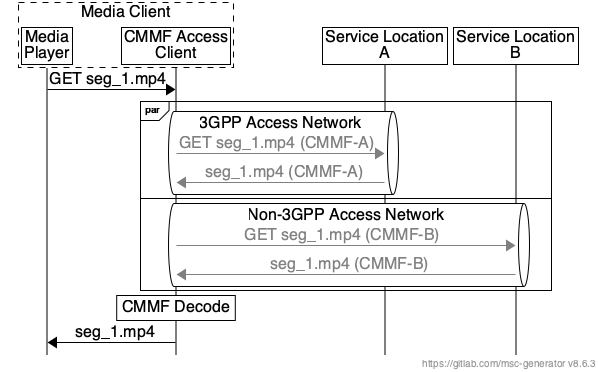 Media Client
Media
Player
CMMF Access
Client
Service Location
A
Service Location
B
GET seg_1.mp4
par
3GPP Access Network
GET seg_1.mp4 (CMMF-A)
seg_1.mp4 (CMMF-A)
Non-3GPP Access Network
GET seg_1.mp4 (CMMF-B)
seg_1.mp4 (CMMF-B)
CMMF Decode
seg_1.mp4
https://gitlab.com/msc-generator v8.6.3